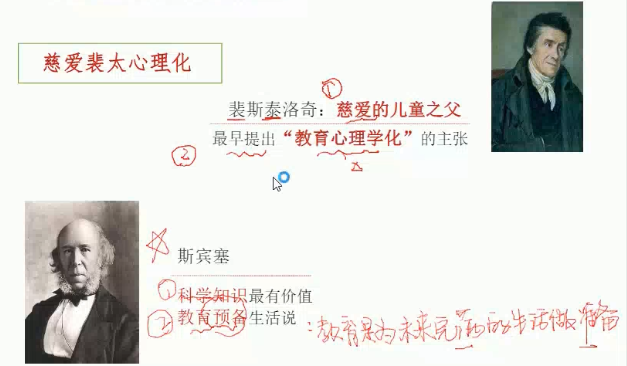 慈爱裴太心理化
①
裴斯泰洛奇：慈爱的儿童之父
② 最早提出“教育心理学化”的主张
斯宾塞
① 科学知识最有价值
② 教育预备生活说：教育是为未来完满的生活做准备